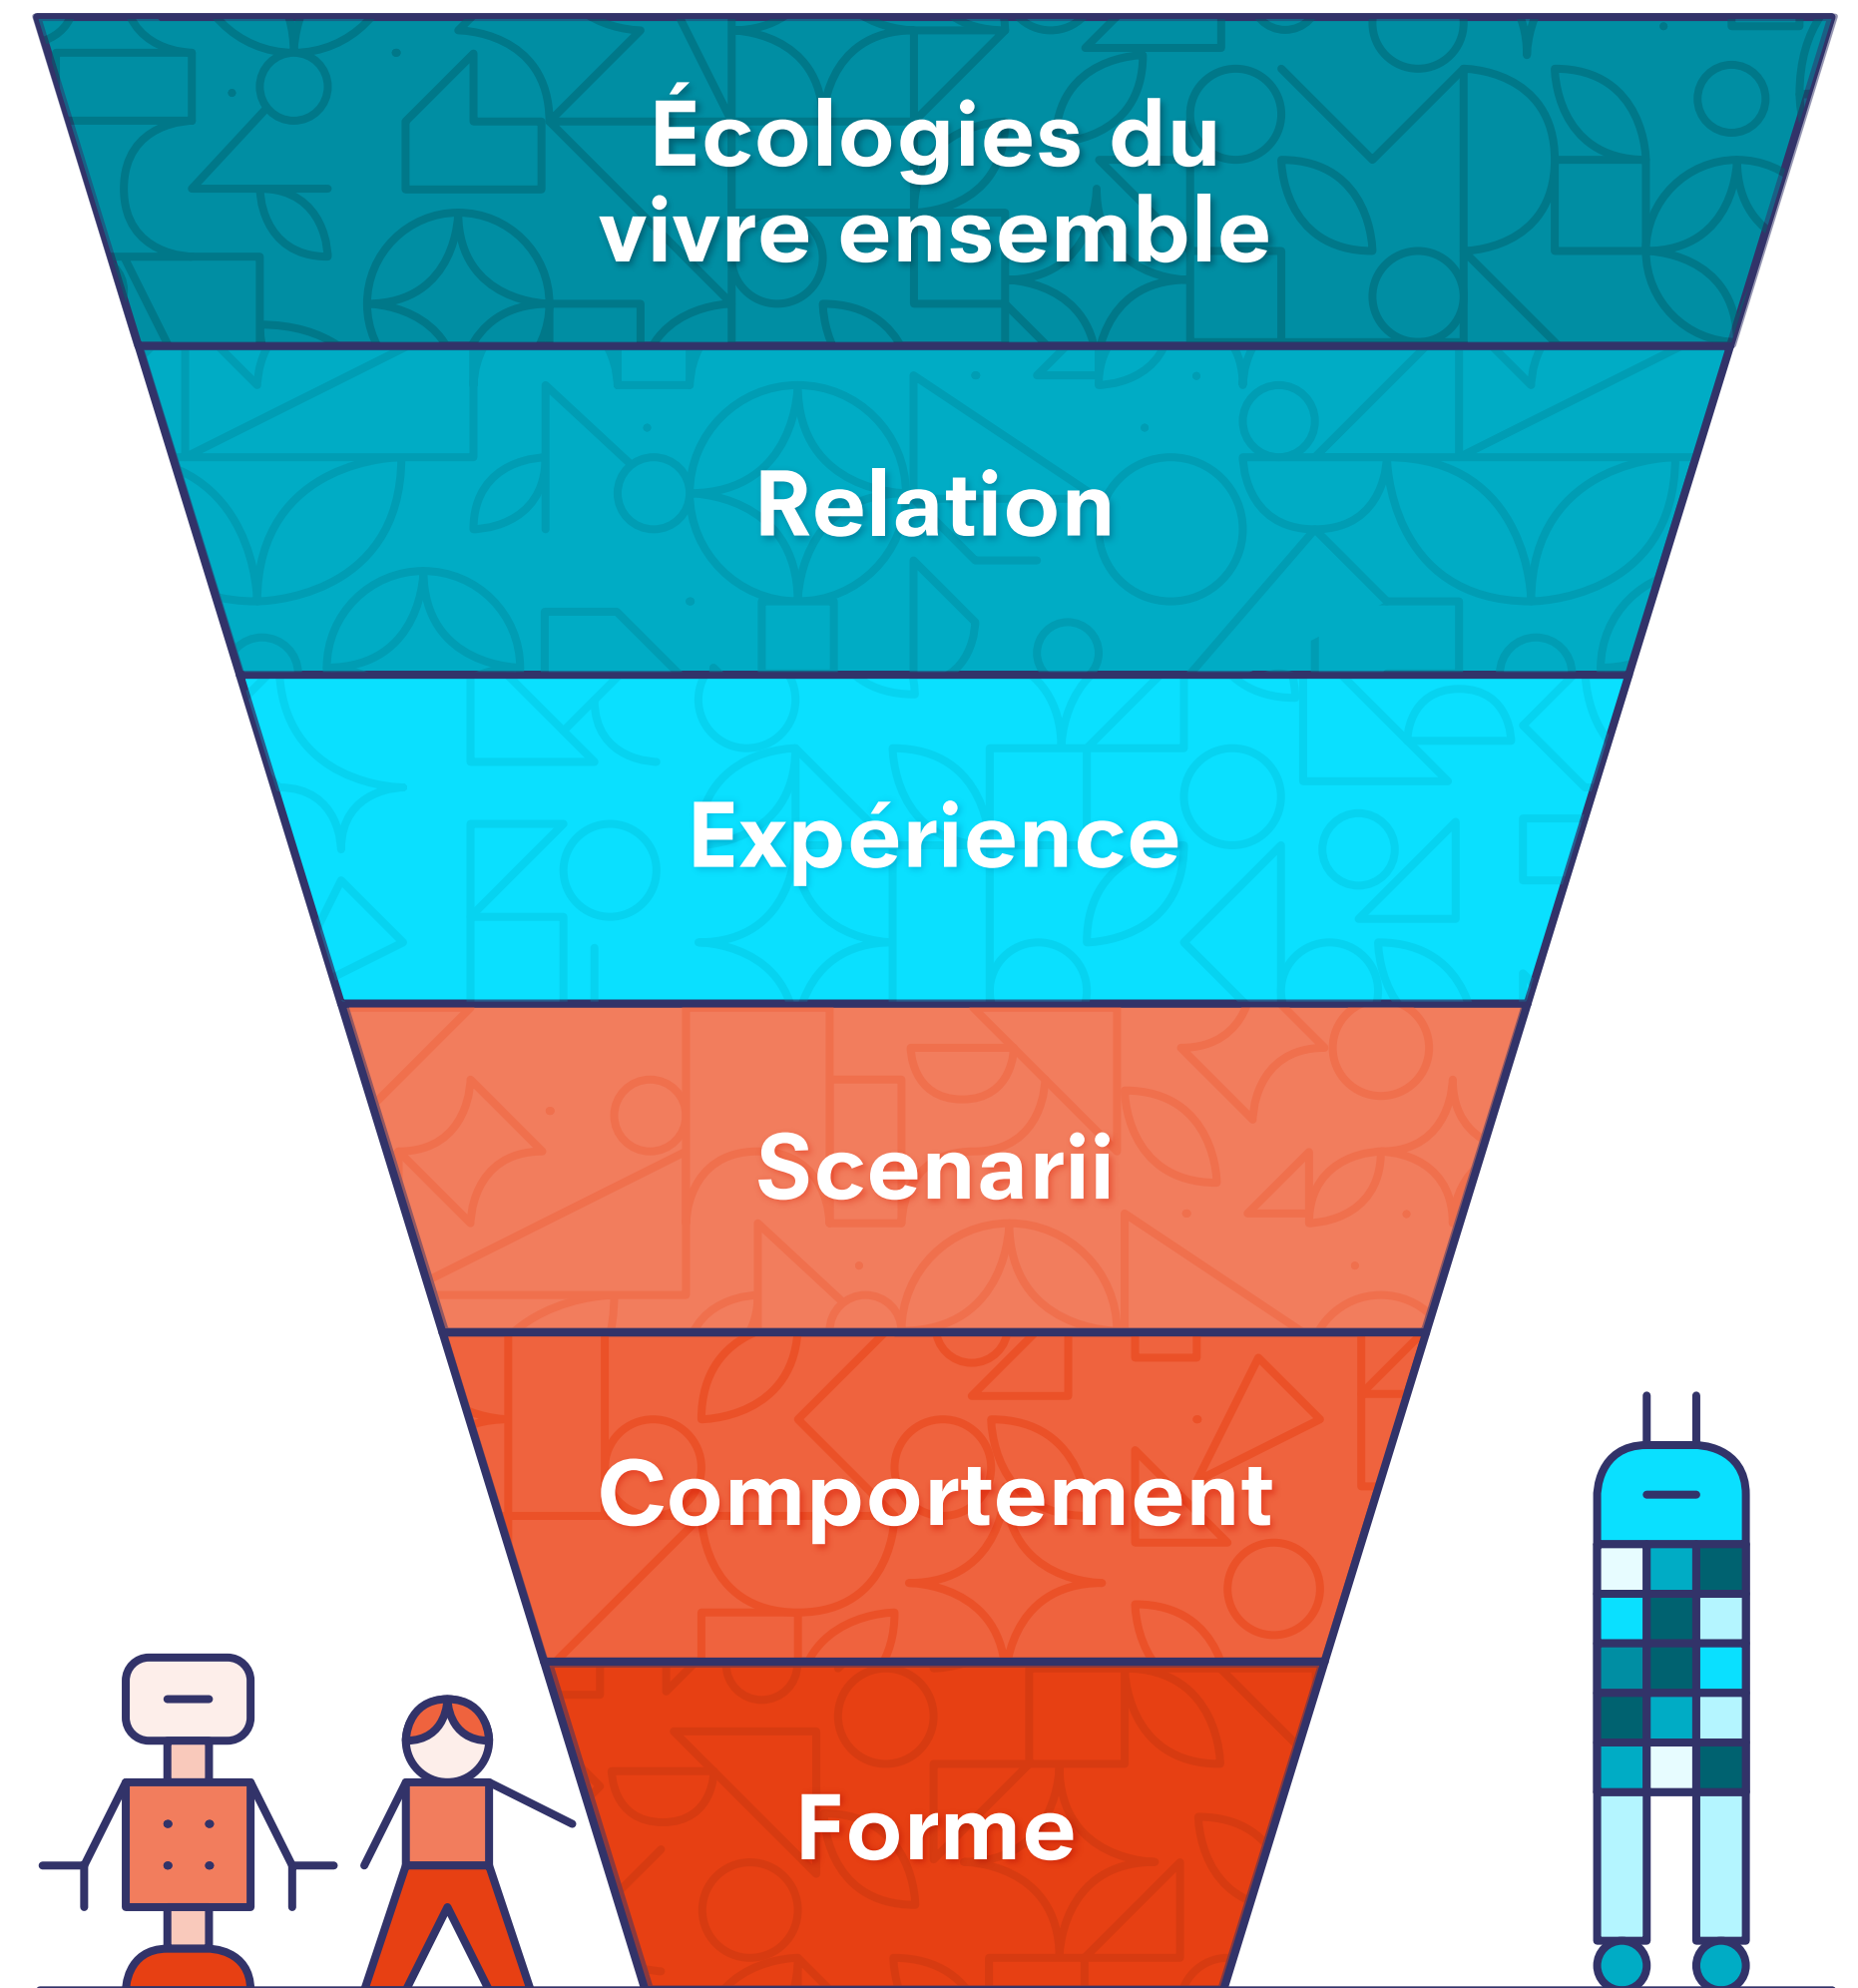 Écologies du
vivre ensemble
Relation
Expérience
Scenarii
Comportement
Forme